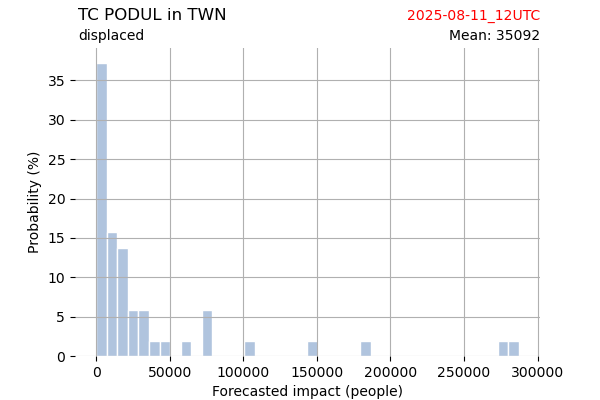 TC PODUL in TWN
2025-08-11_12UTC
displaced
Mean: 35092
35
30
25
20
15
10
5
0
Probability (%)
0 50000 100000 150000 200000 250000 300000
Forecasted impact (people)